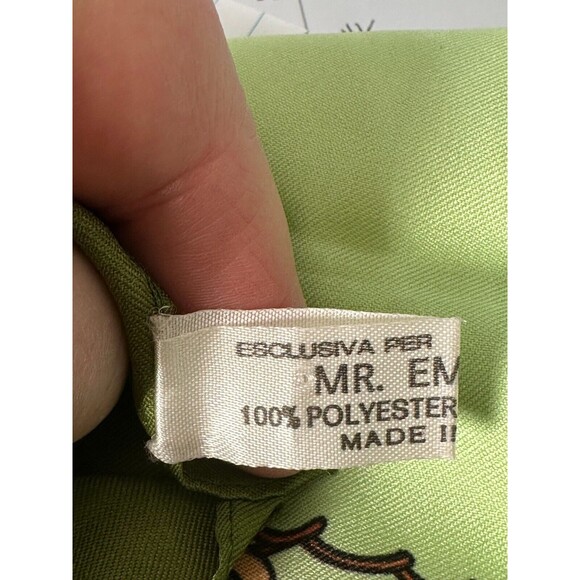 ESCLUSIVA PER
MR. EM
100% POLYESTER
MADE I